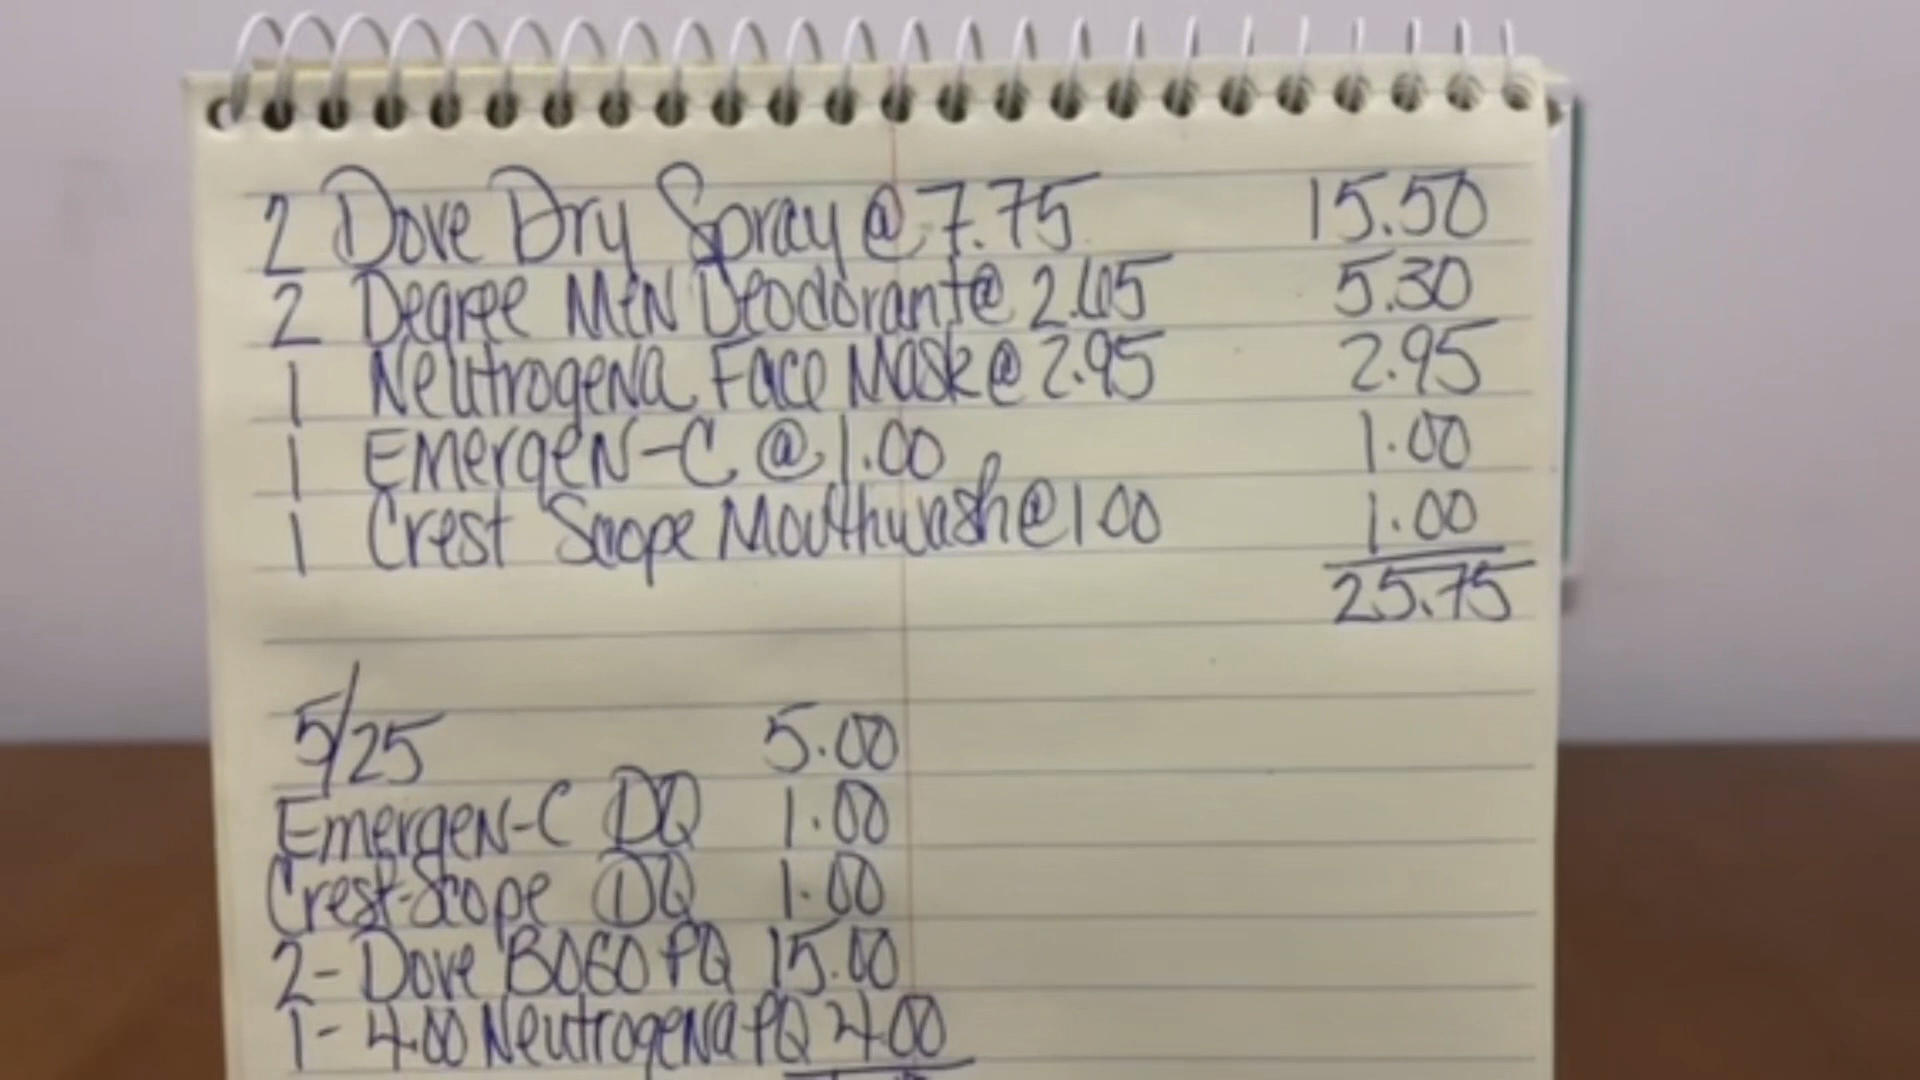 2 Dove Dry Spray @ 7.75 15.50
2 Degree MEN Deodorant @ 2.65 5.30
1 Neutrogena Face Mask @ 2.95 2.95
1 Emergen-C @ 1.00 1.00
1 Crest Scope Mouthwash @ 1.00 1.00
25.75
5/25 5.00
Emergen-C DQ 1.00
Crest-Scope DQ 1.00
2- Dove BOGO PQ 15.00
1- 4.00 Neutrogena PQ 4.00